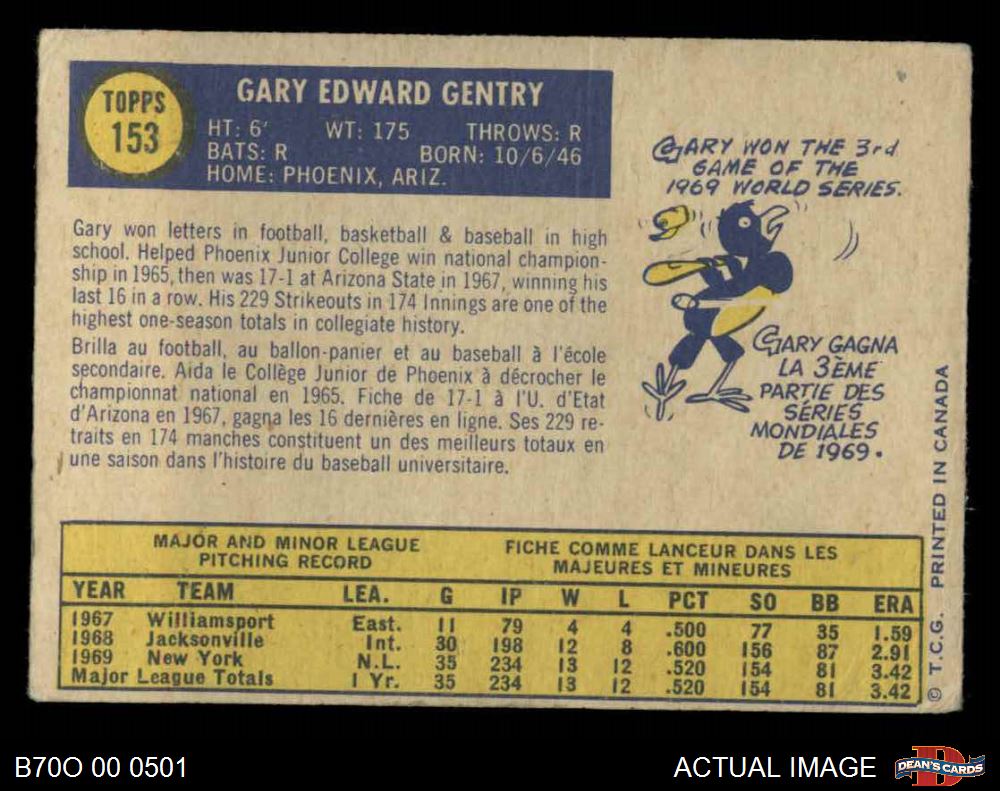 TOPPS
153
GARY EDWARD GENTRY
HT: 6' WT: 175 THROWS: R
BATS: R BORN: 10/6/46
HOME: PHOENIX, ARIZ.
Gary won letters in football, basketball & baseball in high
school. Helped Phoenix Junior College win national champion-
ship in 1965, then was 17-1 at Arizona State in 1967, winning his
last 16 in a row. His 229 Strikeouts in 174 Innings are one of the
highest one-season totals in collegiate history.
Brilla au football, au ballon-panier et au baseball à l'école
secondaire. Aida le Collège Junior de Phoenix à décrocher le
championnat national en 1965. Fiche de 17-1 à l'U. d'Etat
d'Arizona en 1967, gagna les 16 dernières en ligne. Ses 229 re-
traits en 174 manches constituent un des meilleurs totaux en
une saison dans l'histoire du baseball universitaire.
GARY WON THE 3rd
GAME OF THE
1969 WORLD SERIES.
GARY GAGNA
LA 3ÈME
PARTIE DES
SÉRIES
MONDIALES
DE 1969.
MAJOR AND MINOR LEAGUE
PITCHING RECORD
FICHE COMME LANCEUR DANS LES
MAJEURES ET MINEURES
YEAR TEAM LEA. G IP W L PCT SO BB ERA
1967 Williamsport East. 11 79 4 4 .500 77 35 1.59
1968 Jacksonville Int. 30 198 12 8 .600 156 87 2.91
1969 New York N.L. 35 234 13 12 .520 154 81 3.42
Major League Totals 1 Yr. 35 234 13 12 .520 154 81 3.42
© T.C.G. PRINTED IN CANADA
B70O 00 0501
ACTUAL IMAGE
DEAN'S CARDS